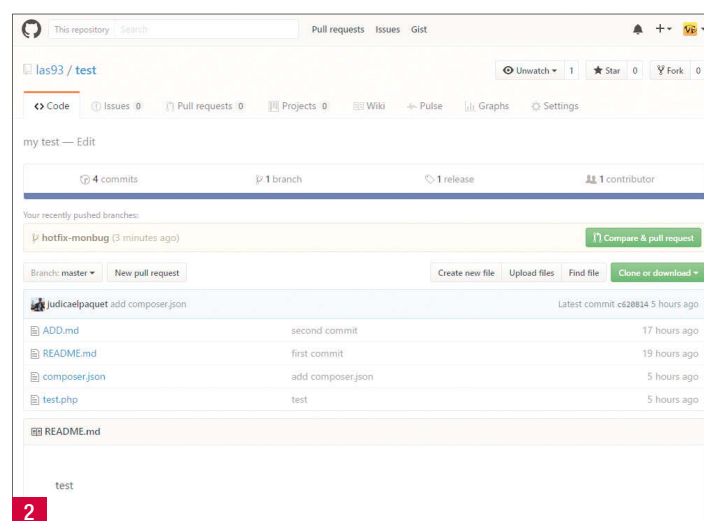 This repository Search Pull requests Issues Gist
las93 / test Unwatch 1 Star 0 Fork 0
Code Issues 0 Pull requests 0 Projects 0 Wiki Pulse Graphs Settings
my test — Edit
4 commits 1 branch 1 release 1 contributor
Your recently pushed branches:
hotfix-monbug (3 minutes ago) Compare & pull request
Branch: master New pull request Create new file Upload files Find file Clone or download
judicaelpaquet add composer.json Latest commit c620814 5 hours ago
ADD.md second commit 17 hours ago
README.md first commit 19 hours ago
composer.json add composer.json 5 hours ago
test.php test 5 hours ago
README.md
test
2